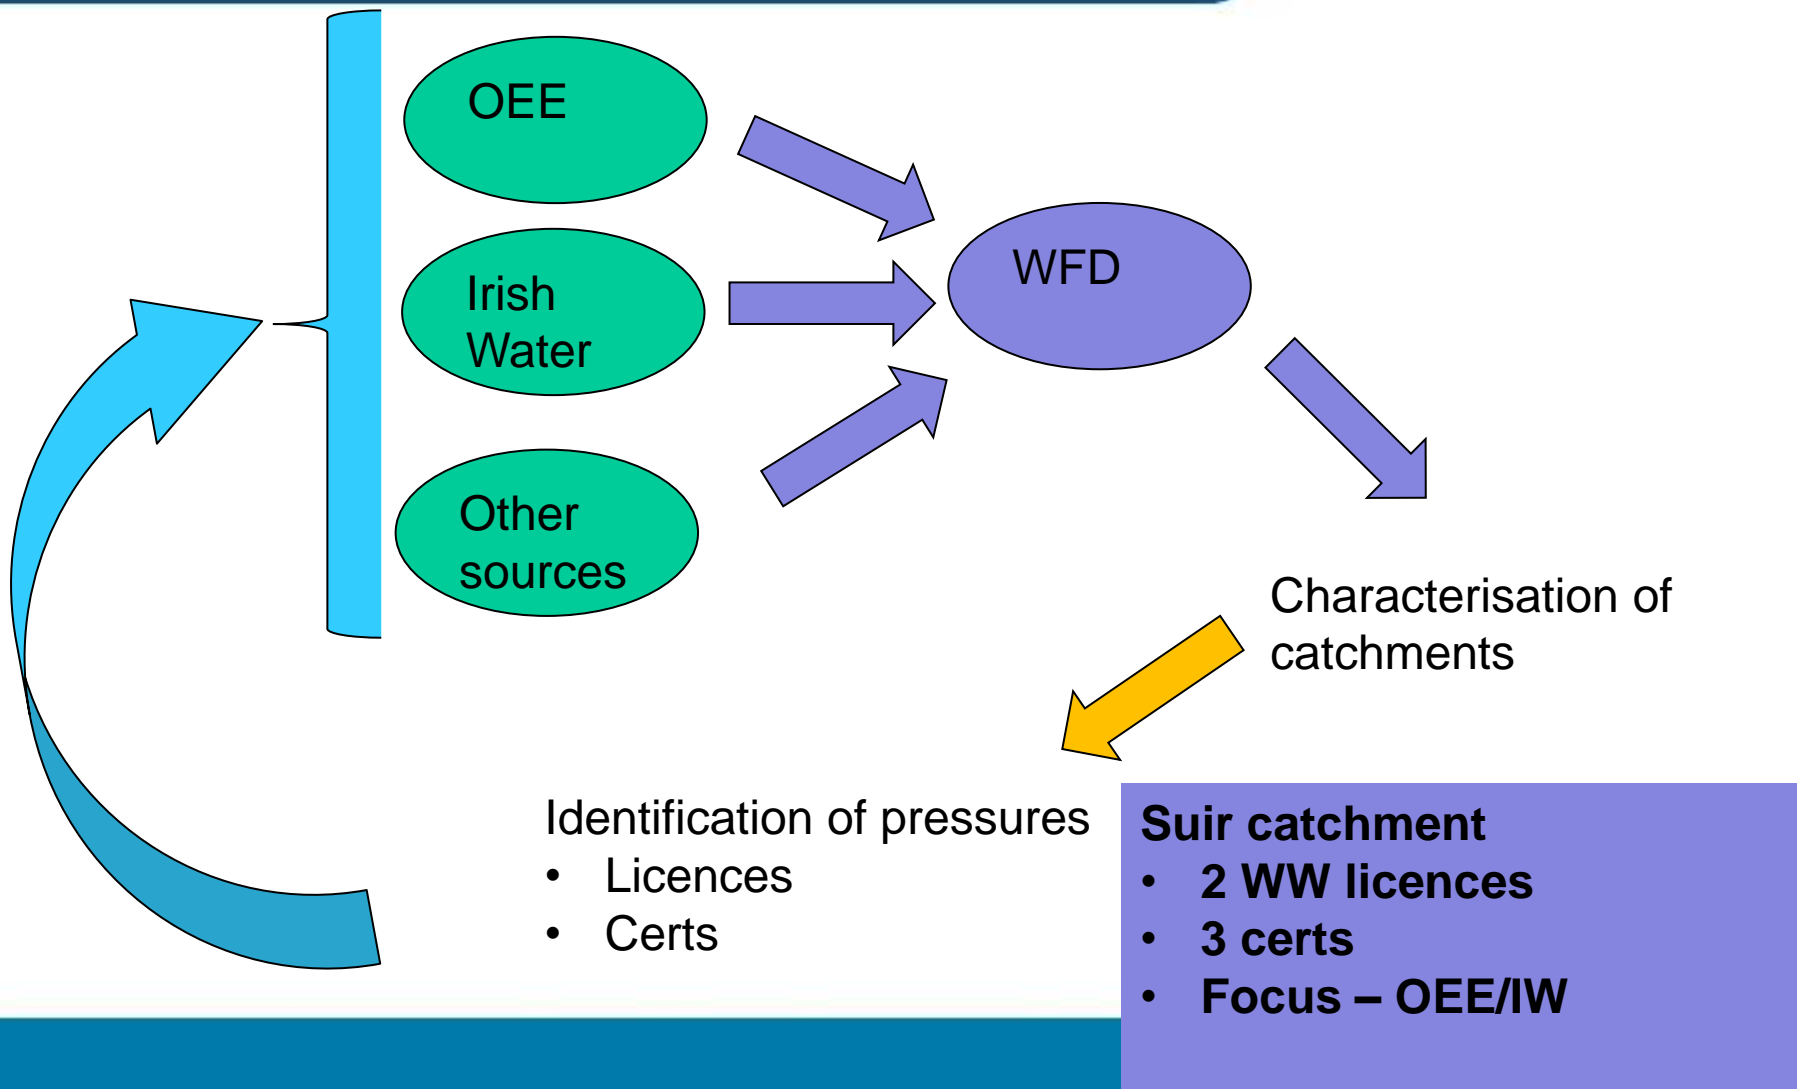 OEE
Irish
Water
Other
sources
WFD
Characterisation of
catchments
Identification of pressures
• Licences
• Certs
Suir catchment
• 2 WW licences
• 3 certs
• Focus – OEE/IW